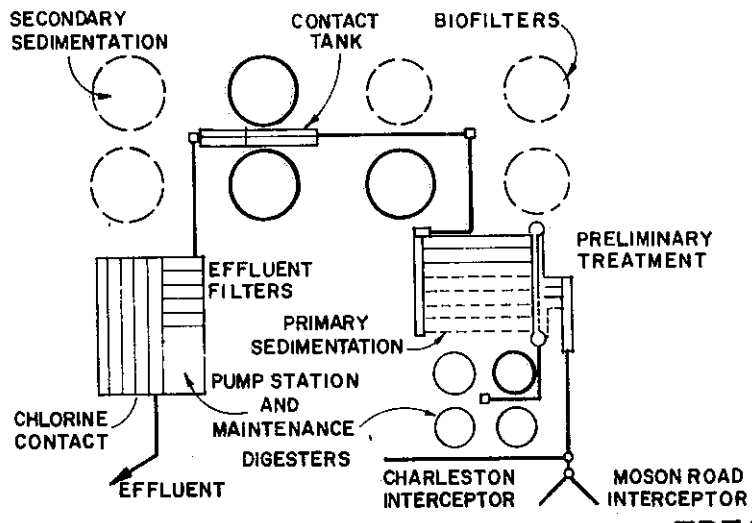 SECONDARY
SEDIMENTATION
CONTACT
TANK
BIOFILTERS
EFFLUENT
FILTERS
PRELIMINARY
TREATMENT
PRIMARY
SEDIMENTATION
PUMP STATION
AND
MAINTENANCE
CHLORINE
CONTACT
DIGESTERS
EFFLUENT
CHARLESTON
INTERCEPTOR
MOSON ROAD
INTERCEPTOR